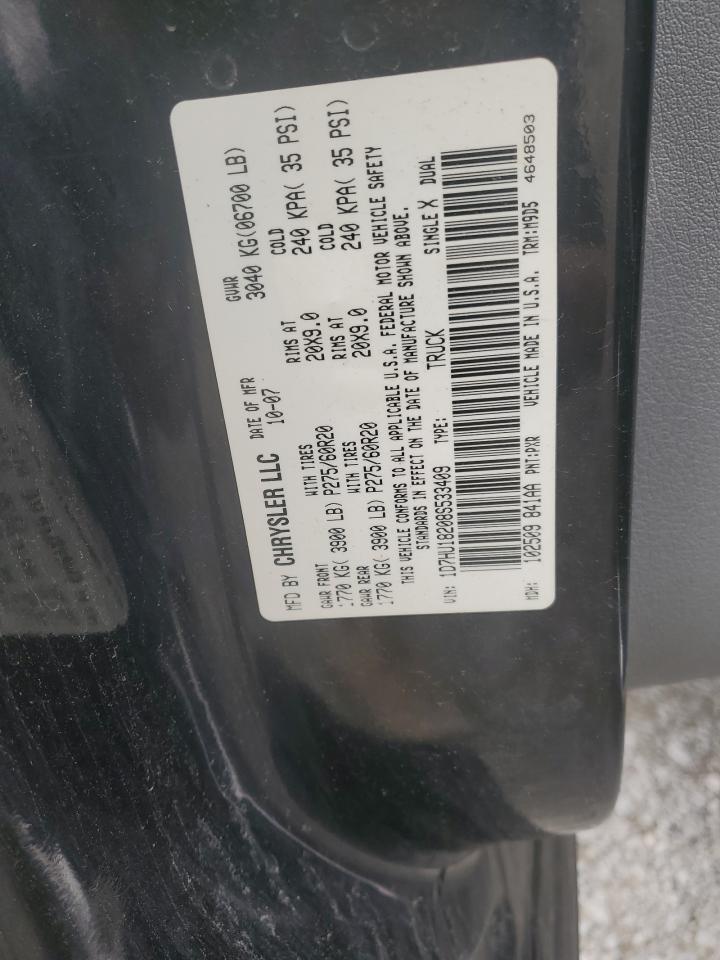 MFD BY CHRYSLER LLC DATE OF MFR 10-07 GVWR 3040 KG(06700 LB)
GAWR FRONT WITH TIRES RIMS AT COLD
1770 KG( 3900 LB) P275/60R20 20X9.0 240 KPA( 35 PSI)
GAWR REAR WITH TIRES RIMS AT COLD
1770 KG( 3900 LB) P275/60R20 20X9.0 240 KPA( 35 PSI)
THIS VEHICLE CONFORMS TO ALL APPLICABLE U.S.A. FEDERAL MOTOR VEHICLE SAFETY
STANDARDS IN EFFECT ON THE DATE OF MANUFACTURE SHOWN ABOVE.
VIN: 1D7HU18208S533409 TYPE: TRUCK SINGLE X DUAL
MDH: 102509 841AA PNT:PXR VEHICLE MADE IN U.S.A. TRM:M9D5 4648503